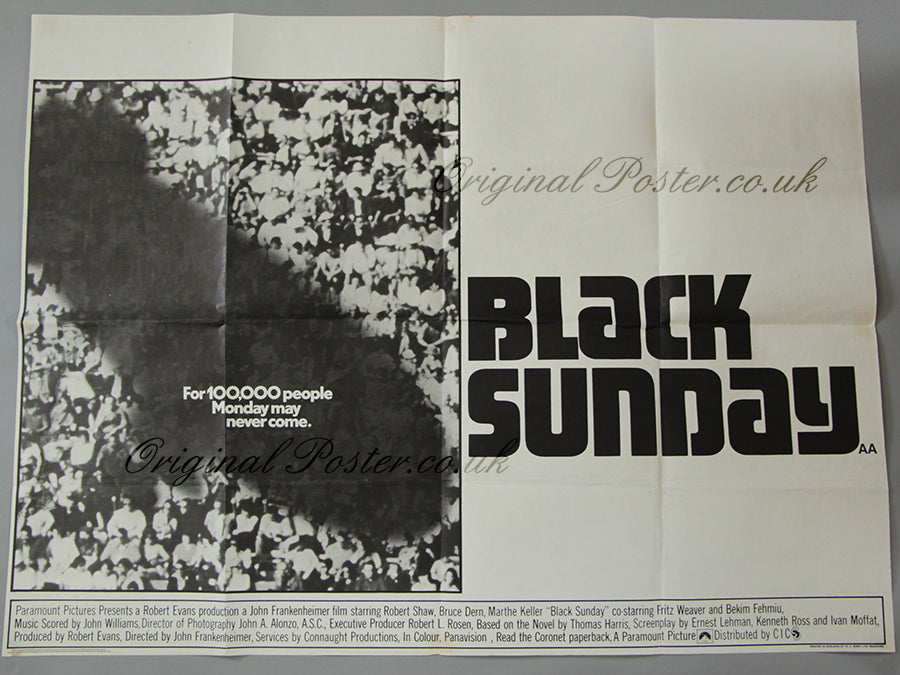 Original Poster.co.uk
BLACK
SUNDAY
AA
For 100,000 people
Monday may
never come.
Original Poster.co.uk
Paramount Pictures Presents a Robert Evans production a John Frankenheimer film starring Robert Shaw, Bruce Dern, Marthe Keller "Black Sunday" co-starring Fritz Weaver and Bekim Fehmiu,
Music Scored by John Williams, Director of Photography John A. Alonzo, A.S.C., Executive Producer Robert L. Rosen, Based on the Novel by Thomas Harris, Screenplay by Ernest Lehman, Kenneth Ross and Ivan Moffat,
Produced by Robert Evans, Directed by John Frankenheimer, Services by Connaught Productions, In Colour, Panavision, Read the Coronet paperback, A Paramount Picture Distributed by CIC